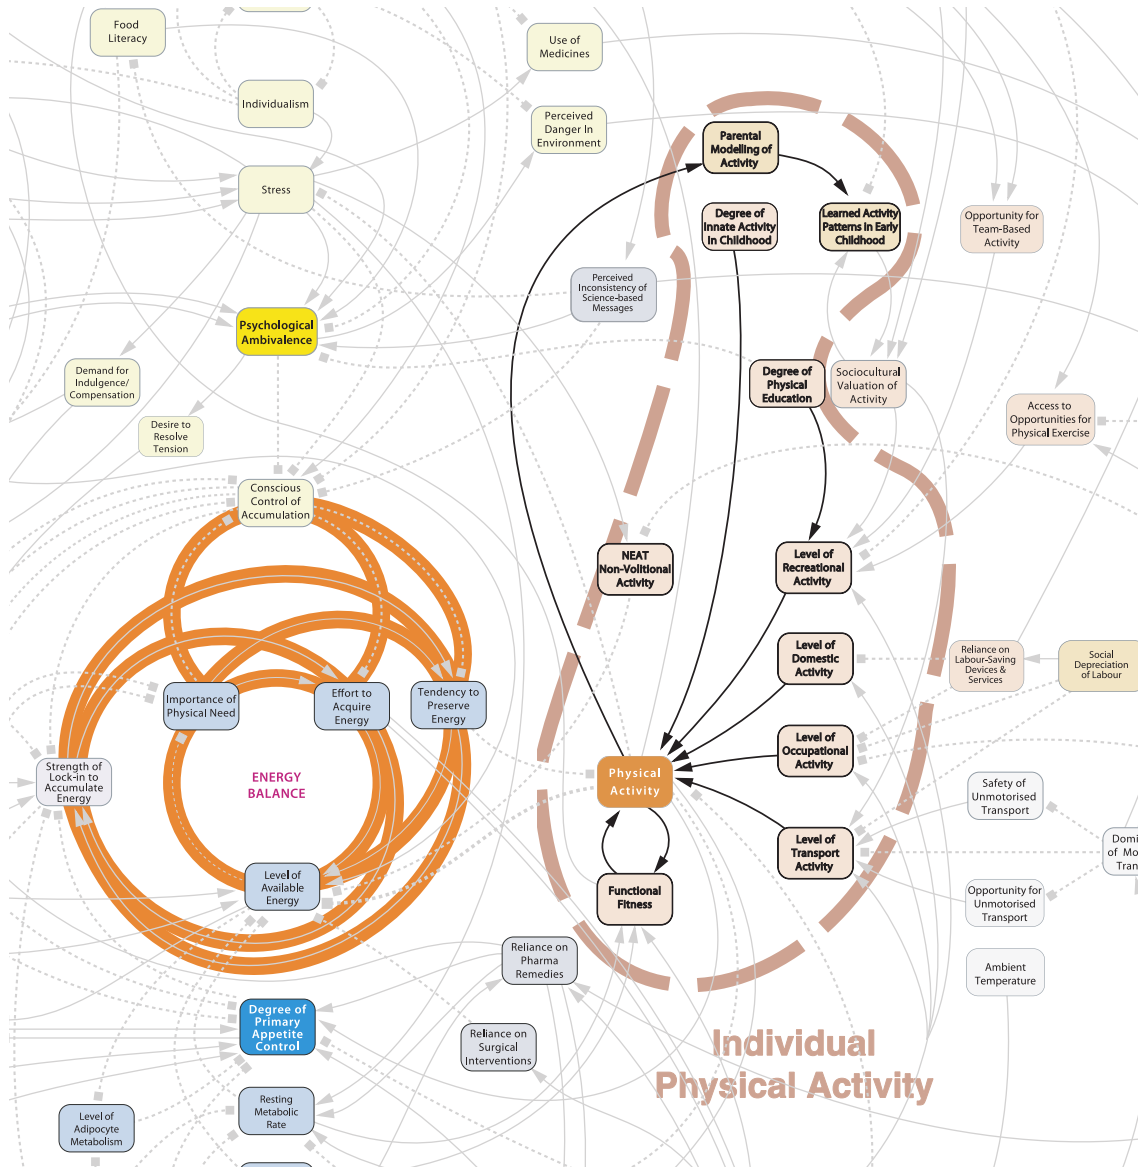 Food
Literacy
Use of
Medicines
Individualism
Perceived
Danger In
Environment
Parental
Modelling of
Activity
Stress
Degree of
Innate Activity
In Childhood
Learned Activity
Patterns In Early
Childhood
Opportunity for
Team-Based
Activity
Perceived
Inconsistency of
Science-based
Messages
Psychological
Ambivalence
Demand for
Indulgence/
Compensation
Degree of
Physical
Education
Sociocultural
Valuation of
Activity
Access to
Opportunities for
Physical Exercise
Desire to
Resolve
Tension
Conscious
Control of
Accumulation
NEAT
Non-Volitional
Activity
Level of
Recreational
Activity
Level of
Domestic
Activity
Reliance on
Labour-Saving
Devices &
Services
Social
Depreciation
of Labour
Importance of
Physical Need
Effort to
Acquire
Energy
Tendency to
Preserve
Energy
Level of
Occupational
Activity
Strength of
Lock-in to
Accumulate
Energy
ENERGY
BALANCE
Physical
Activity
Safety of
Unmotorised
Transport
Level of
Transport
Activity
Domi
of Mo
Tran
Level of
Available
Energy
Functional
Fitness
Opportunity for
Unmotorised
Transport
Reliance on
Pharma
Remedies
Ambient
Temperature
Degree of
Primary
Appetite
Control
Reliance on
Surgical
Interventions
Individual
Physical Activity
Resting
Metabolic
Rate
Level of
Adipocyte
Metabolism